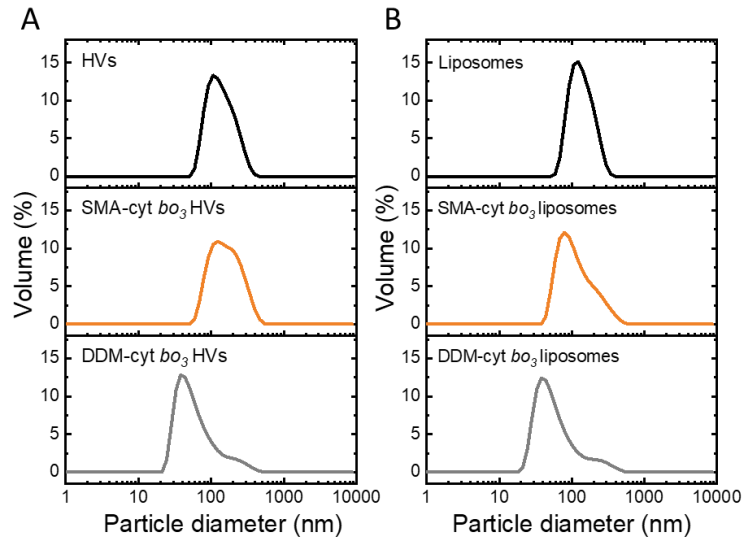 A
HVs
15
10
5
0
SMA-cyt bo3 HVs
15
10
5
0
DDM-cyt bo3 HVs
15
10
5
0
Volume (%)
1 10 100 1000 10000
Particle diameter (nm)
B
Liposomes
15
10
5
0
SMA-cyt bo3 liposomes
15
10
5
0
DDM-cyt bo3 liposomes
15
10
5
0
Volume (%)
1 10 100 1000 10000
Particle diameter (nm)